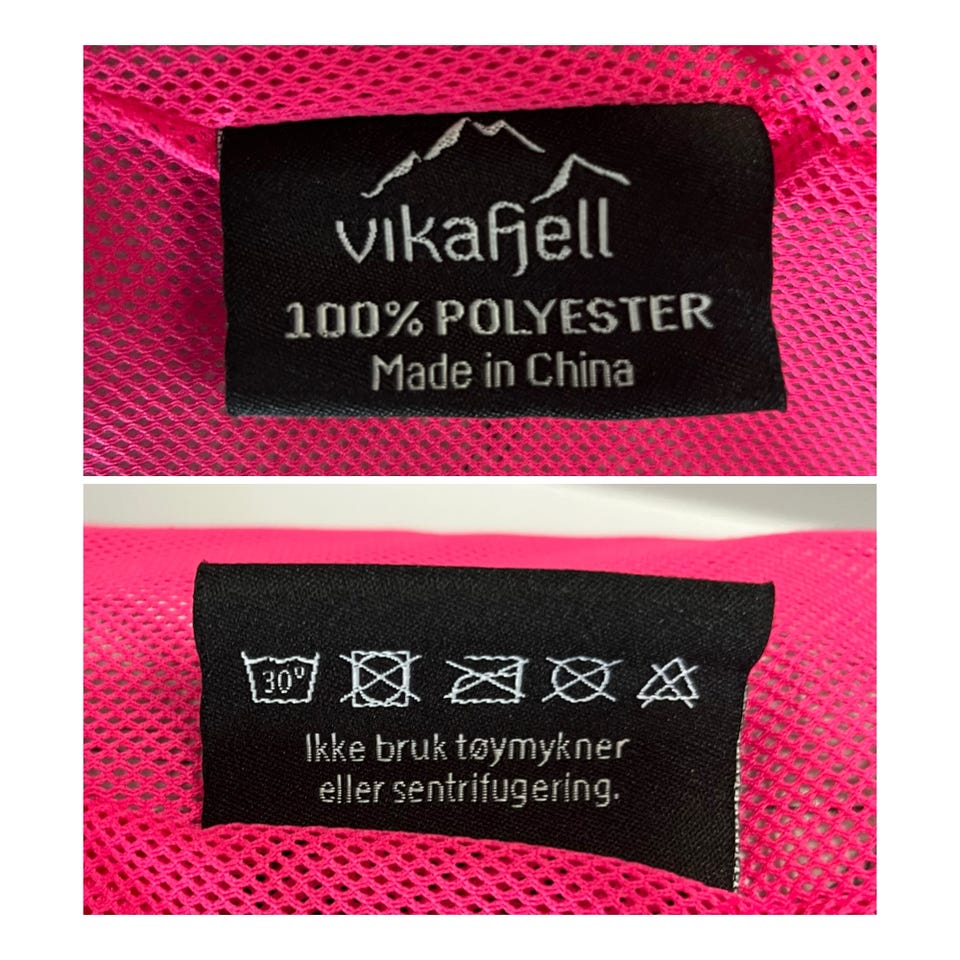 vikafjell
100% POLYESTER
Made in China
30°
Ikke bruk tøymykner
eller sentrifugering.